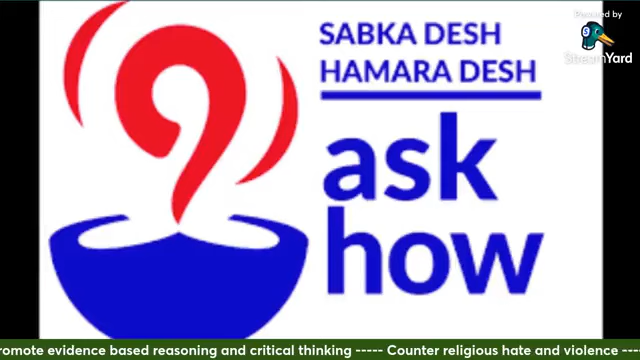 Powered by
StreamYard
SABKA DESH
HAMARA DESH
ask
how
romote evidence based reasoning and critical thinking ----- Counter religious hate and violence ----